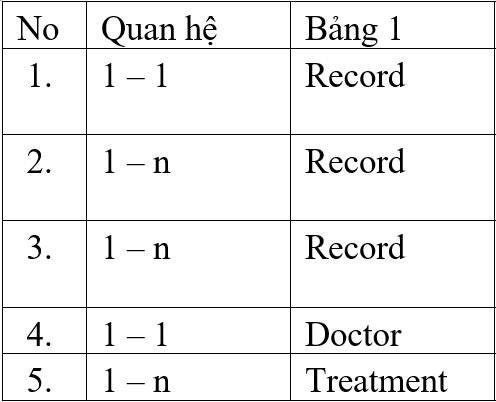 No Quan hệ Bảng 1
1. 1 – 1 Record
2. 1 – n Record
3. 1 – n Record
4. 1 – 1 Doctor
5. 1 – n Treatment